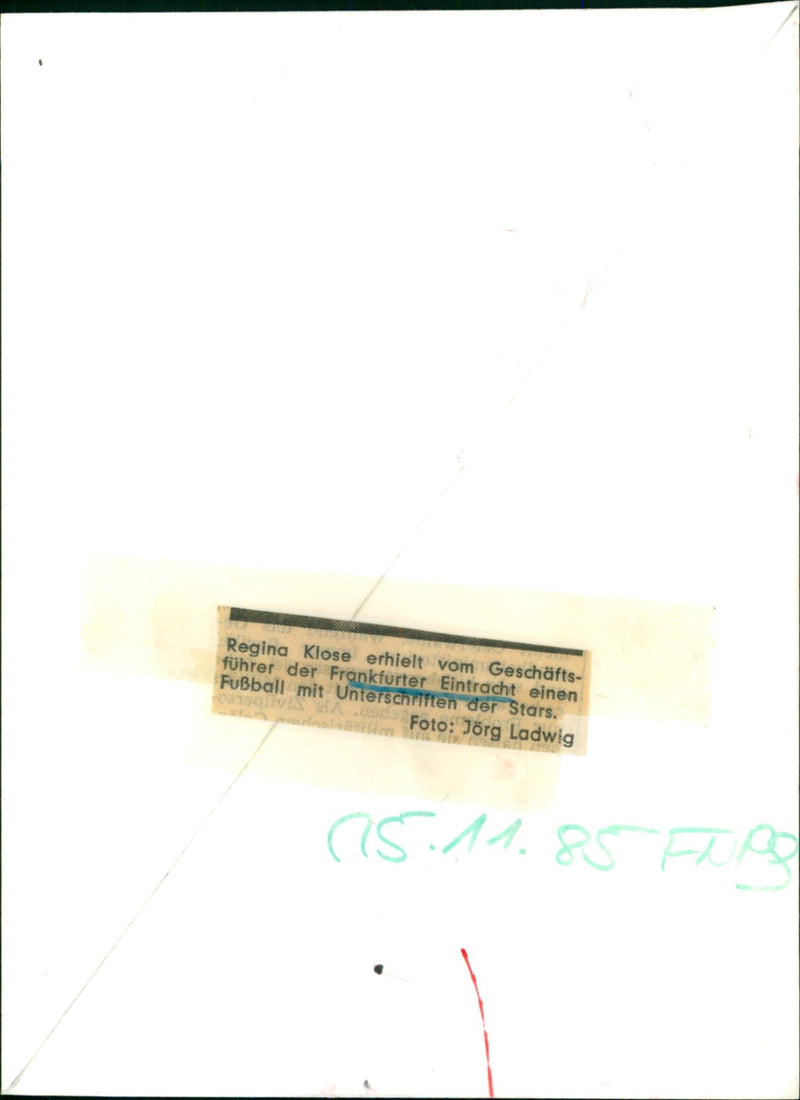 Regina Klose erhielt vom Geschäfts-
führer der Frankfurter Eintracht einen
Fußball mit Unterschriften der Stars.
Foto: Jörg Ladwig
15.11.85